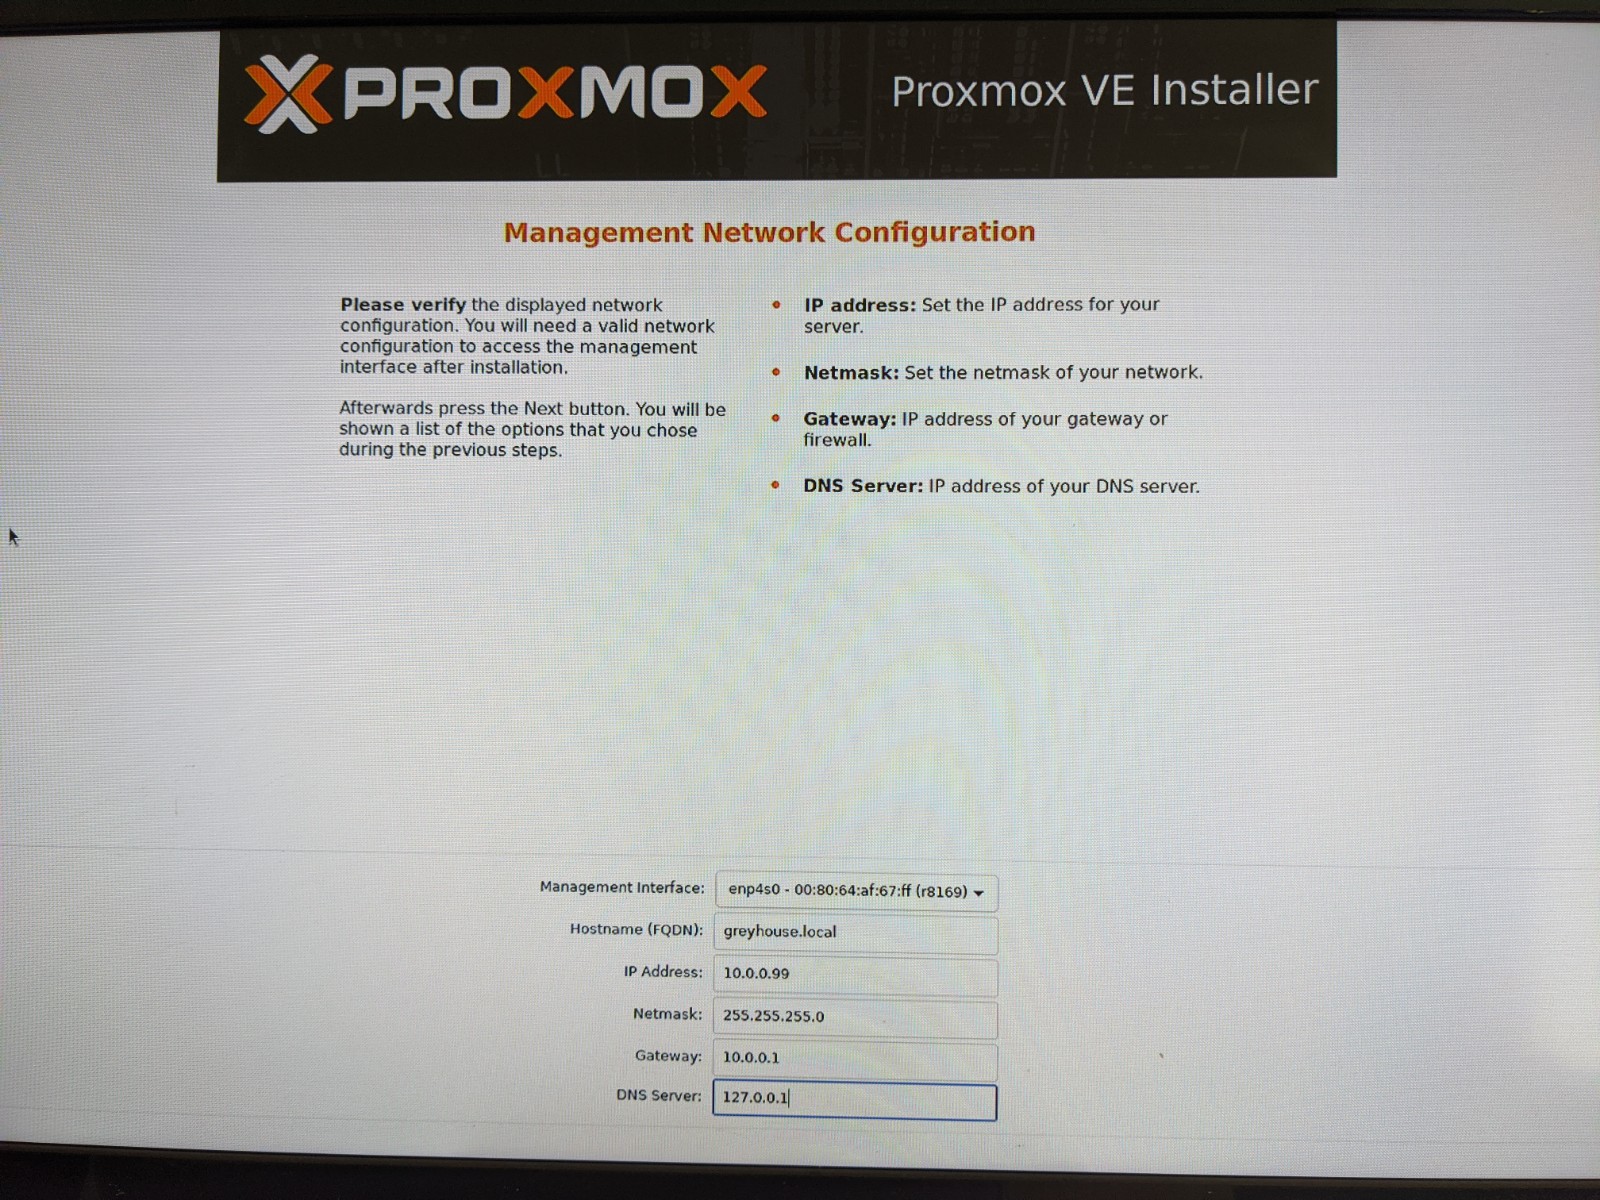 PROXMOX
Proxmox VE Installer
Management Network Configuration
Please verify the displayed network
configuration. You will need a valid network
configuration to access the management
interface after installation.
Afterwards press the Next button. You will be
shown a list of the options that you chose
during the previous steps.
IP address: Set the IP address for your
server.
Netmask: Set the netmask of your network.
Gateway: IP address of your gateway or
firewall.
DNS Server: IP address of your DNS server.
Management Interface: enp4s0 - 00:80:64:af:67:ff (r8169)
Hostname (FQDN): greyhouse.local
IP Address: 10.0.0.99
Netmask: 255.255.255.0
Gateway: 10.0.0.1
DNS Server: 127.0.0.1